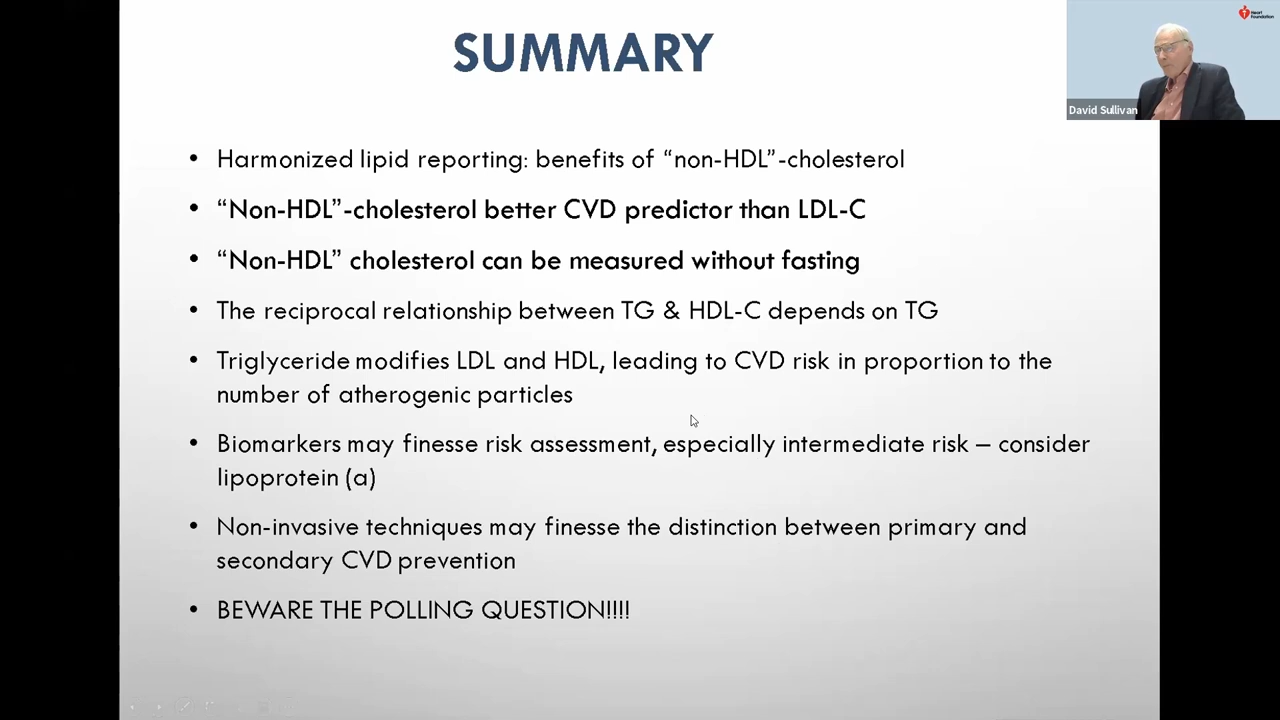 SUMMARY
Heart
Foundation
David Sullivan
• Harmonized lipid reporting: benefits of “non-HDL”-cholesterol
• “Non-HDL”-cholesterol better CVD predictor than LDL-C
• “Non-HDL” cholesterol can be measured without fasting
• The reciprocal relationship between TG & HDL-C depends on TG
• Triglyceride modifies LDL and HDL, leading to CVD risk in proportion to the
number of atherogenic particles
• Biomarkers may finesse risk assessment, especially intermediate risk – consider
lipoprotein (a)
• Non-invasive techniques may finesse the distinction between primary and
secondary CVD prevention
• BEWARE THE POLLING QUESTION!!!!